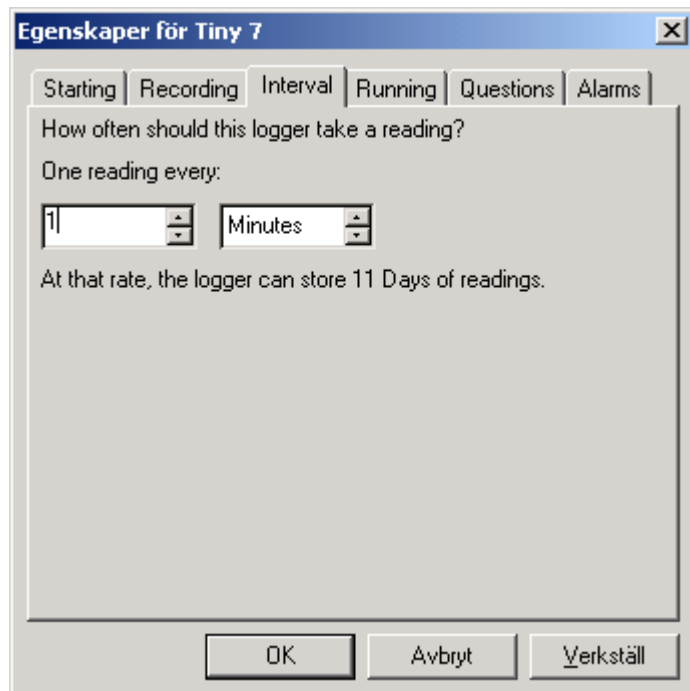 Egenskaper för Tiny 7
Starting Recording Interval Running Questions Alarms
How often should this logger take a reading?
One reading every:
1 Minutes
At that rate, the logger can store 11 Days of readings.
OK Avbryt Verkställ